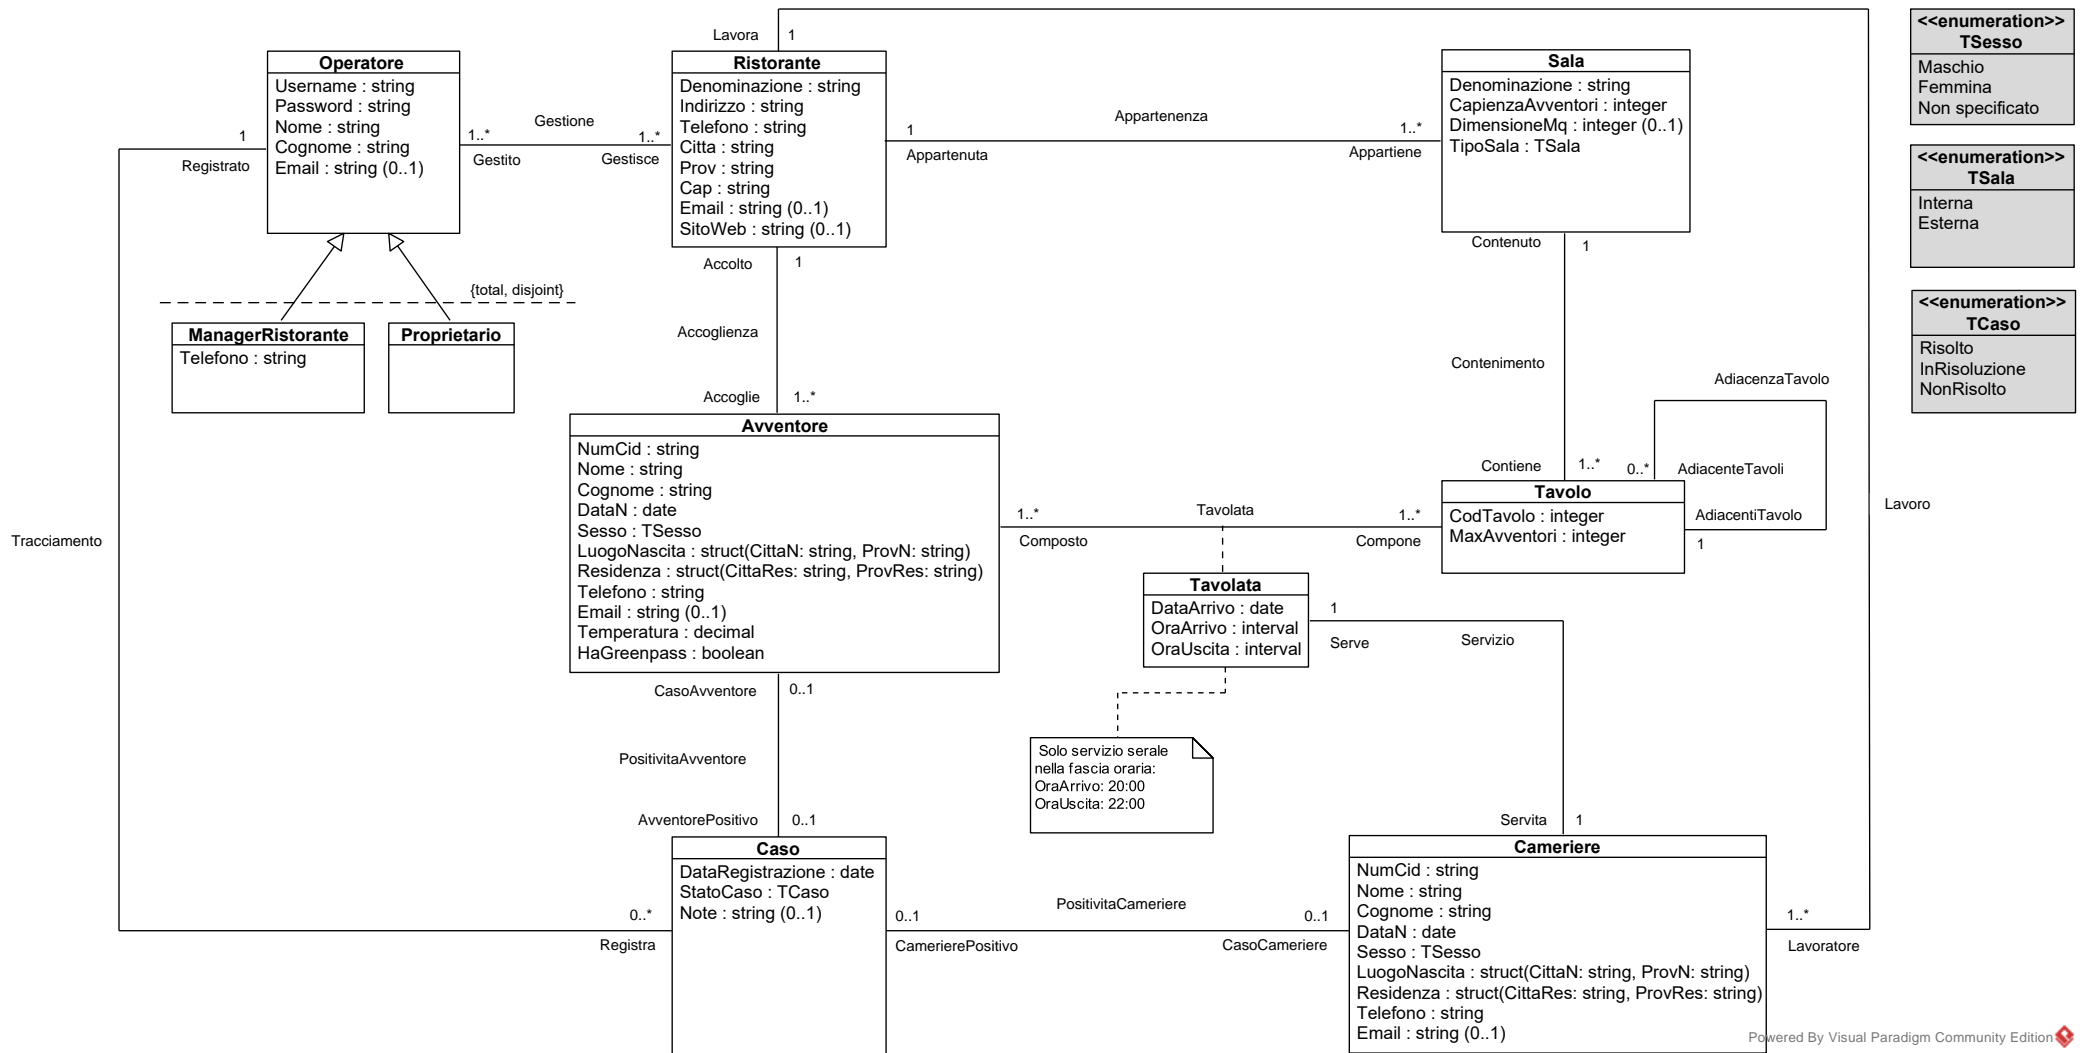 Lavora
1
Operatore
Username : string
Password : string
Nome : string
Cognome : string
Email : string (0..1)
1
Registrato
1..*
Gestito
Gestione
1..*
Gestisce
Ristorante
Denominazione : string
Indirizzo : string
Telefono : string
Citta : string
Prov : string
Cap : string
Email : string (0..1)
SitoWeb : string (0..1)
1
Appartenuta
Appartenenza
1..*
Appartiene
Sala
Denominazione : string
CapienzaAvventori : integer
DimensioneMq : integer (0..1)
TipoSala : TSala
<<enumeration>>
TSesso
Maschio
Femmina
Non specificato
<<enumeration>>
TSala
Interna
Esterna
<<enumeration>>
TCaso
Risolto
InRisoluzione
NonRisolto
{total, disjoint}
ManagerRistorante
Telefono : string
Proprietario
Accolto
1
Accoglienza
Accoglie
1..*
Contenuto
1
Contenimento
Contiene
1..*
0..*
AdiacenzaTavolo
AdiacenteTavoli
AdiacentiTavolo
1
Avventore
NumCid : string
Nome : string
Cognome : string
DataN : date
Sesso : TSesso
LuogoNascita : struct(CittaN: string, ProvN: string)
Residenza : struct(CittaRes: string, ProvRes: string)
Telefono : string
Email : string (0..1)
Temperatura : decimal
HaGreenpass : boolean
1..*
Composto
Tavolata
1..*
Compone
Tavolo
CodTavolo : integer
MaxAvventori : integer
Lavoro
Tracciamento
Tavolata
DataArrivo : date
OraArrivo : interval
OraUscita : interval
1
Serve
Servizio
Solo servizio serale
nella fascia oraria:
OraArrivo: 20:00
OraUscita: 22:00
CasoAvventore
0..1
PositivitaAvventore
AvventorePositivo
0..1
Servita
1
Caso
DataRegistrazione : date
StatoCaso : TCaso
Note : string (0..1)
0..*
Registra
0..1
CamerierePositivo
PositivitaCameriere
0..1
CasoCameriere
Cameriere
NumCid : string
Nome : string
Cognome : string
DataN : date
Sesso : TSesso
LuogoNascita : struct(CittaN: string, ProvN: string)
Residenza : struct(CittaRes: string, ProvRes: string)
Telefono : string
Email : string (0..1)
1..*
Lavoratore
Powered By Visual Paradigm Community Edition